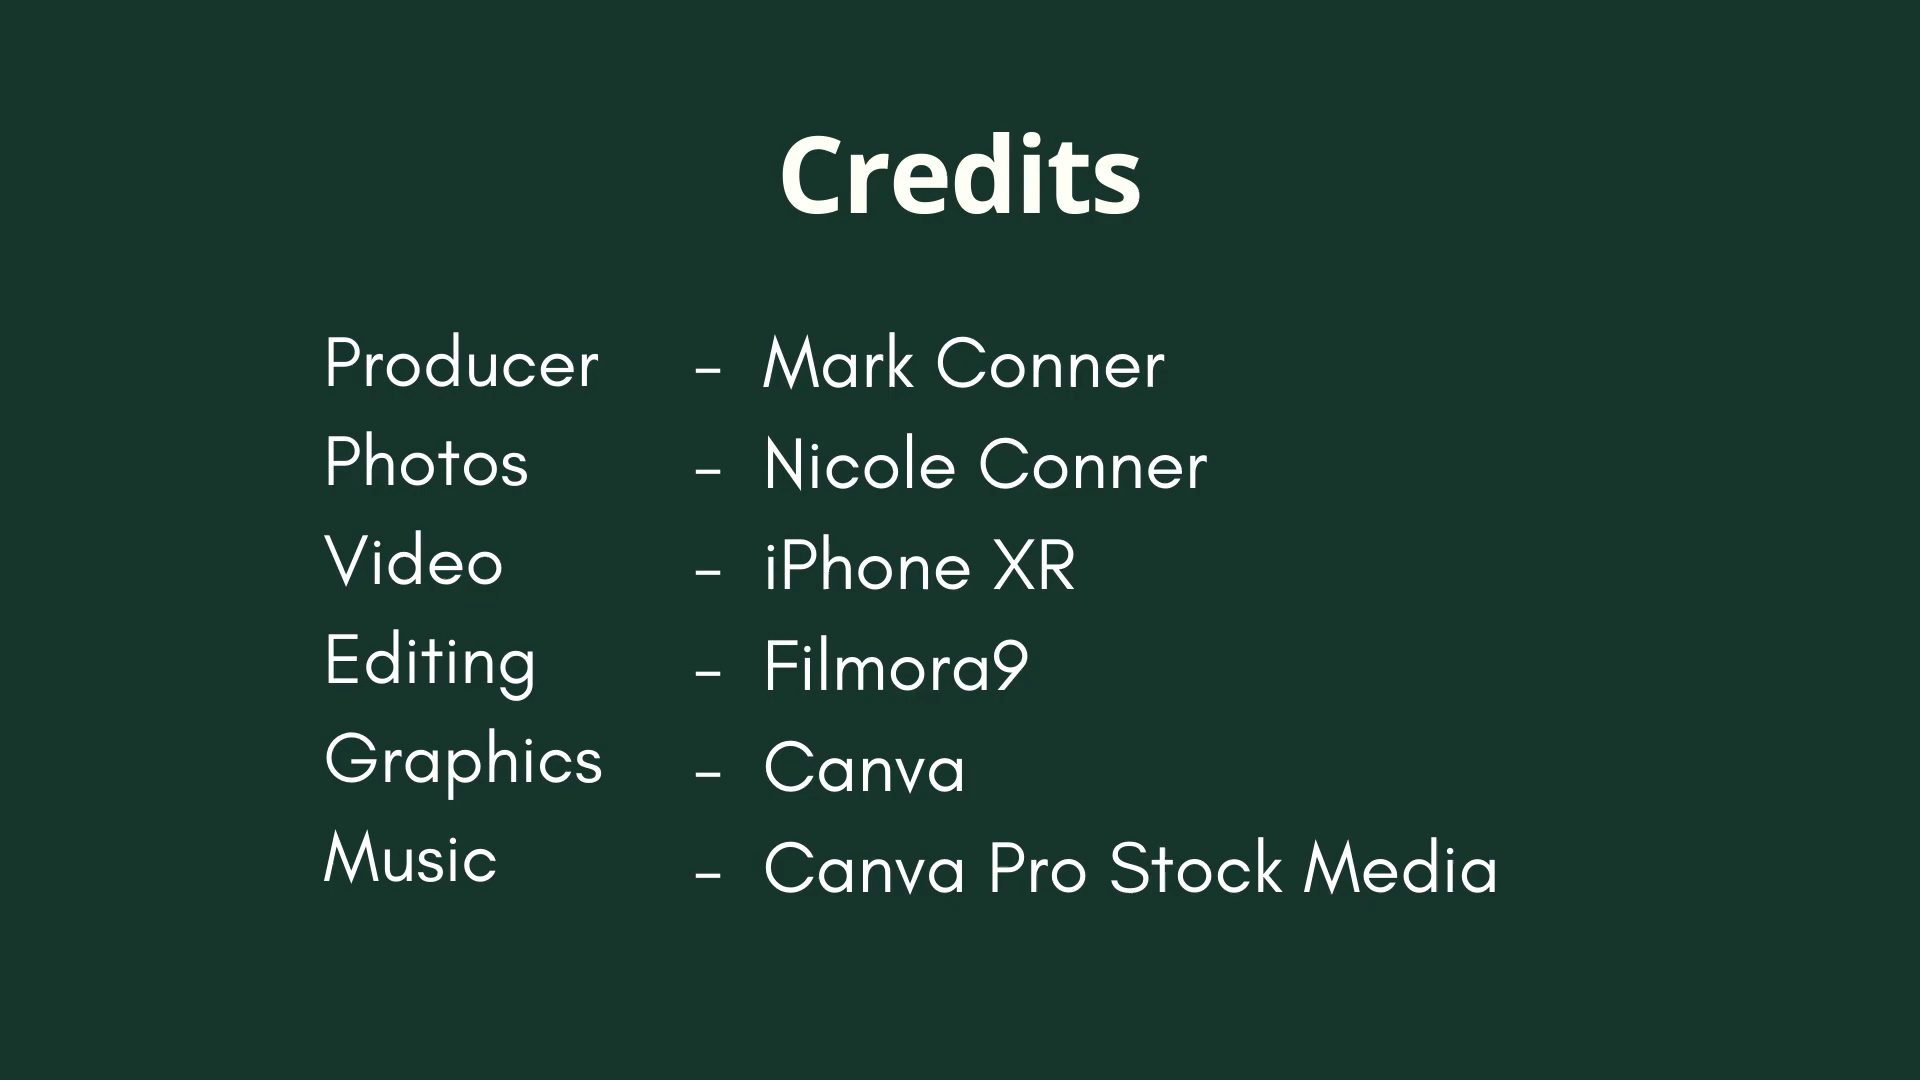 Credits
Producer - Mark Conner
Photos - Nicole Conner
Video - iPhone XR
Editing - Filmora9
Graphics - Canva
Music - Canva Pro Stock Media